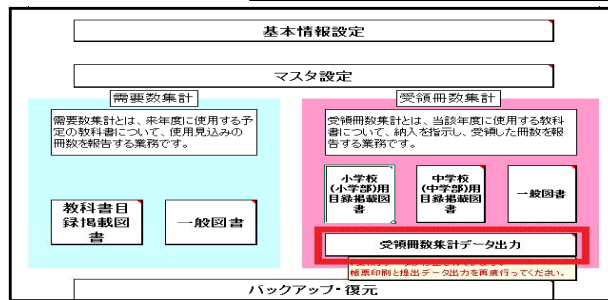 基本情報設定
マスタ設定
需要数集計
需要数集計とは、来年度に使用する予
定の教科書について、使用見込みの
冊数を報告する業務です。
教科書目
録掲載図
書
一般図書
受領冊数集計
受領冊数集計とは、当該年度に使用する教科
書について、納入を指示し、受領した冊数を報
告する業務です。
小学校
(小学部)用
目録掲載図
書
中学校
(中学部)用
目録掲載図
書
一般図書
受領冊数集計データ出力
帳票印刷と提出データ出力を再度行ってください。
バックアップ・復元